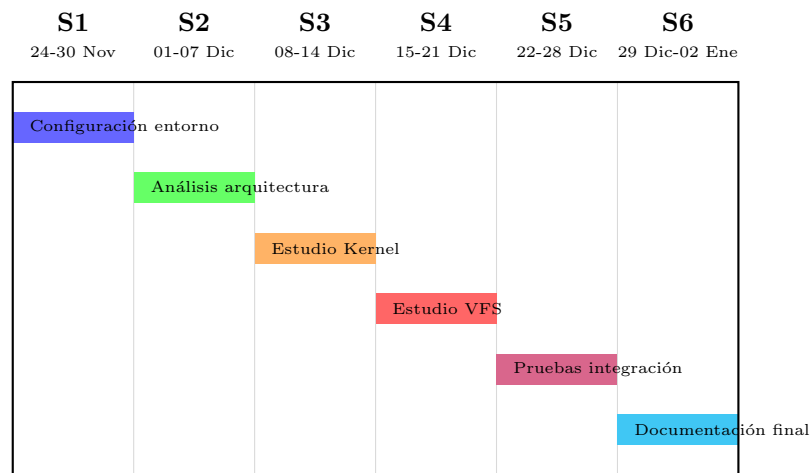 S1 S2 S3 S4 S5 S6
24-30 Nov 01-07 Dic 08-14 Dic 15-21 Dic 22-28 Dic 29 Dic-02 Ene
Configuración entorno
Análisis arquitectura
Estudio Kernel
Estudio VFS
Pruebas integración
Documentación final